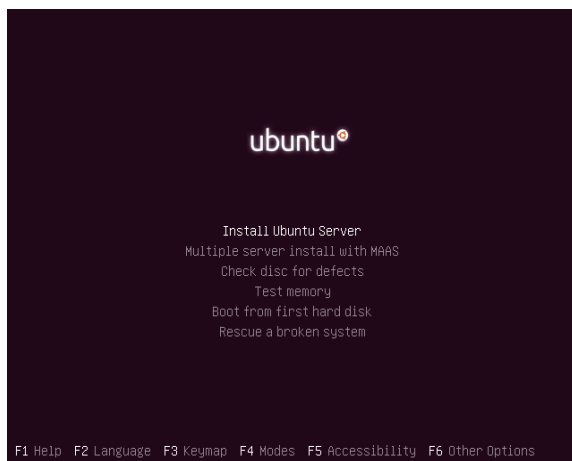 ubuntu
Install Ubuntu Server
Multiple server install with MAAS
Check disc for defects
Test memory
Boot from first hard disk
Rescue a broken system
F1 Help F2 Language F3 Keymap F4 Modes F5 Accessibility F6 Other Options